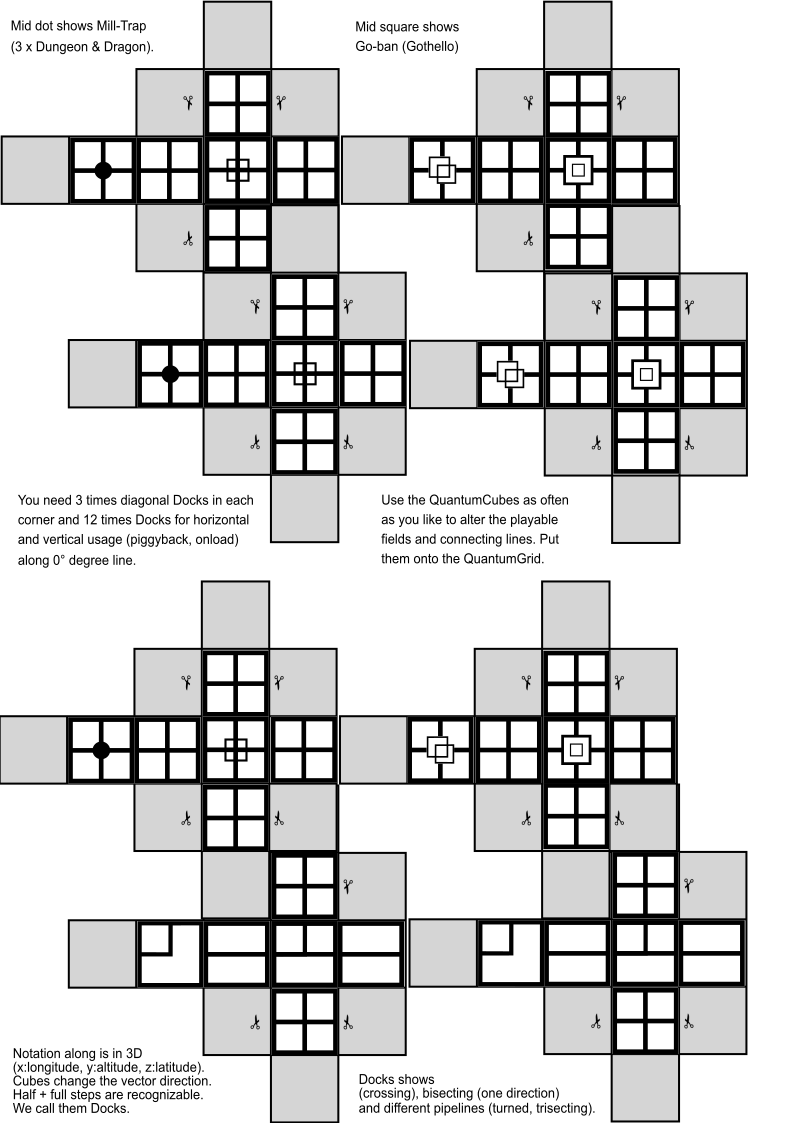 Mid dot shows Mill-Trap
(3 x Dungeon & Dragon).
Mid square shows
Go-ban (Gothello)
You need 3 times diagonal Docks in each
corner and 12 times Docks for horizontal
and vertical usage (piggyback, onload)
along 0° degree line.
Use the QuantumCubes as often
as you like to alter the playable
fields and connecting lines. Put
them onto the QuantumGrid.
Notation along is in 3D
(x:longitude, y:altitude, z:latitude).
Cubes change the vector direction.
Half + full steps are recognizable.
We call them Docks.
Docks shows
(crossing), bisecting (one direction)
and different pipelines (turned, trisecting).